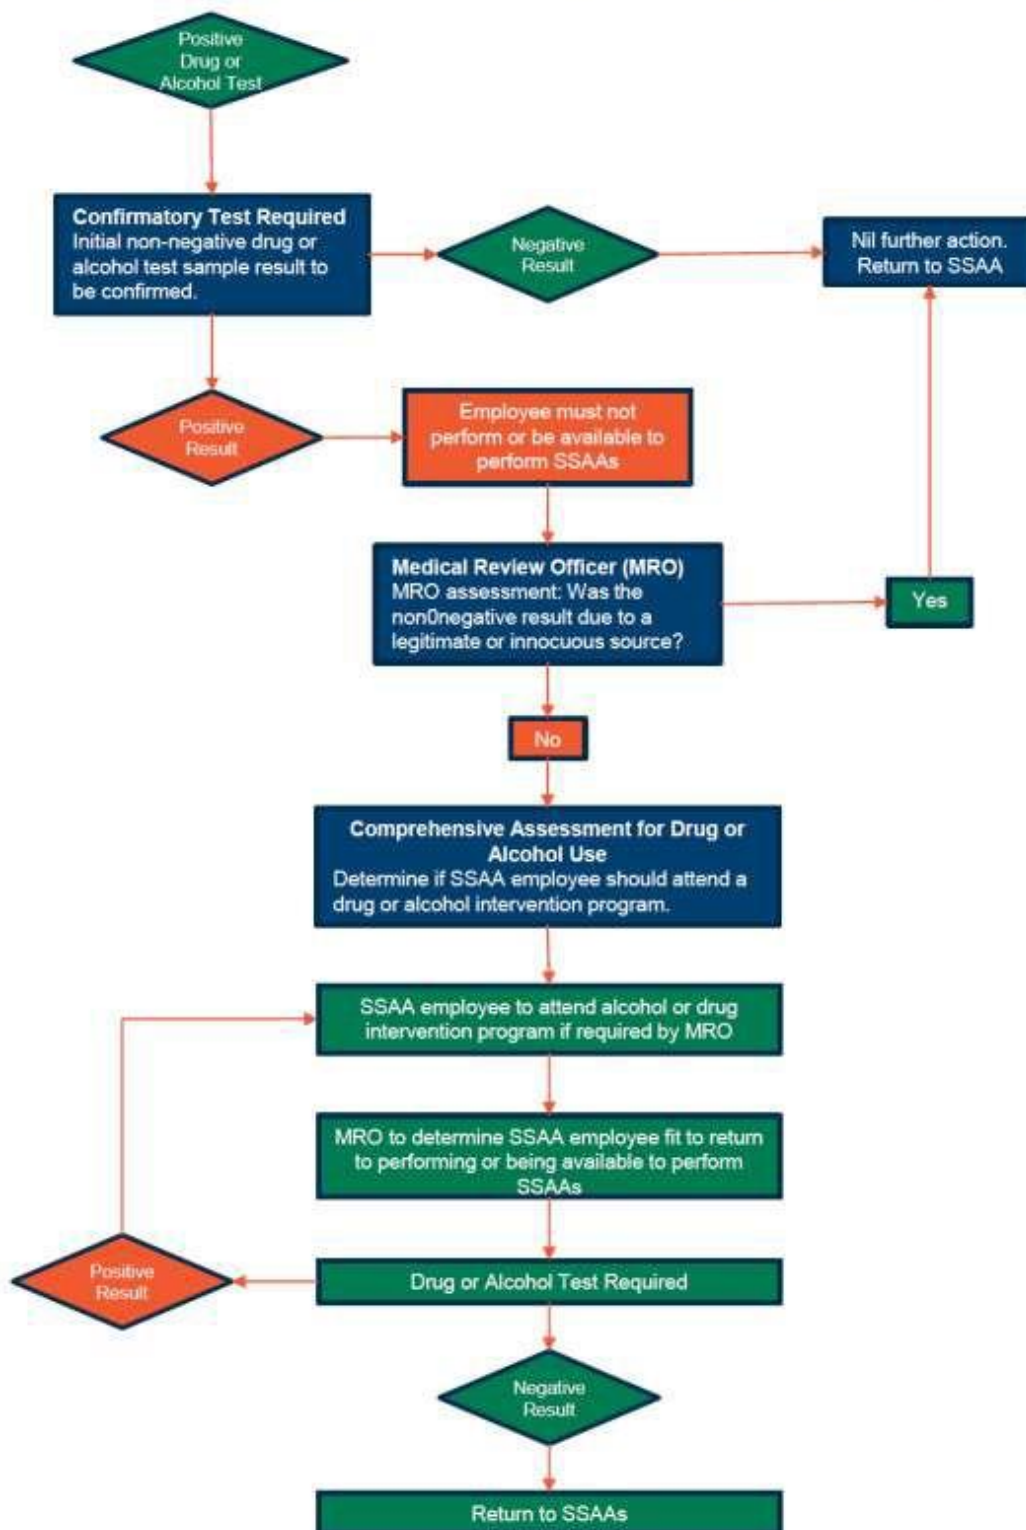 Positive
Drug or
Alcohol Test
Confirmatory Test Required
Initial non-negative drug or
alcohol test sample result to
be confirmed.
Negative
Result
Nil further action.
Return to SSAA
Positive
Result
Employee must not
perform or be available to
perform SSAAs
Medical Review Officer (MRO)
MRO assessment: Was the
non0negative result due to a
legitimate or innocuous source?
Yes
No
Comprehensive Assessment for Drug or
Alcohol Use
Determine if SSAA employee should attend a
drug or alcohol intervention program.
SSAA employee to attend alcohol or drug
intervention program if required by MRO
MRO to determine SSAA employee fit to return
to performing or being available to perform
SSAAs
Positive
Result
Drug or Alcohol Test Required
Negative
Result
Return to SSAAs